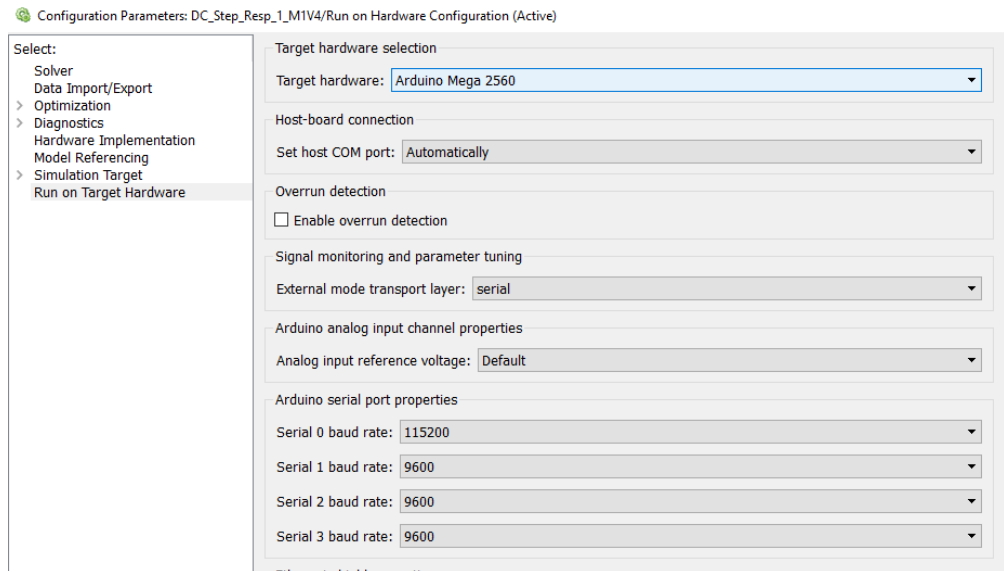 Configuration Parameters: DC_Step_Resp_1_M1V4/Run on Hardware Configuration (Active)
Select:
Solver
Data Import/Export
Optimization
Diagnostics
Hardware Implementation
Model Referencing
Simulation Target
Run on Target Hardware
Target hardware selection
Target hardware: Arduino Mega 2560
Host-board connection
Set host COM port: Automatically
Overrun detection
Enable overrun detection
Signal monitoring and parameter tuning
External mode transport layer: serial
Arduino analog input channel properties
Analog input reference voltage: Default
Arduino serial port properties
Serial 0 baud rate: 115200
Serial 1 baud rate: 9600
Serial 2 baud rate: 9600
Serial 3 baud rate: 9600